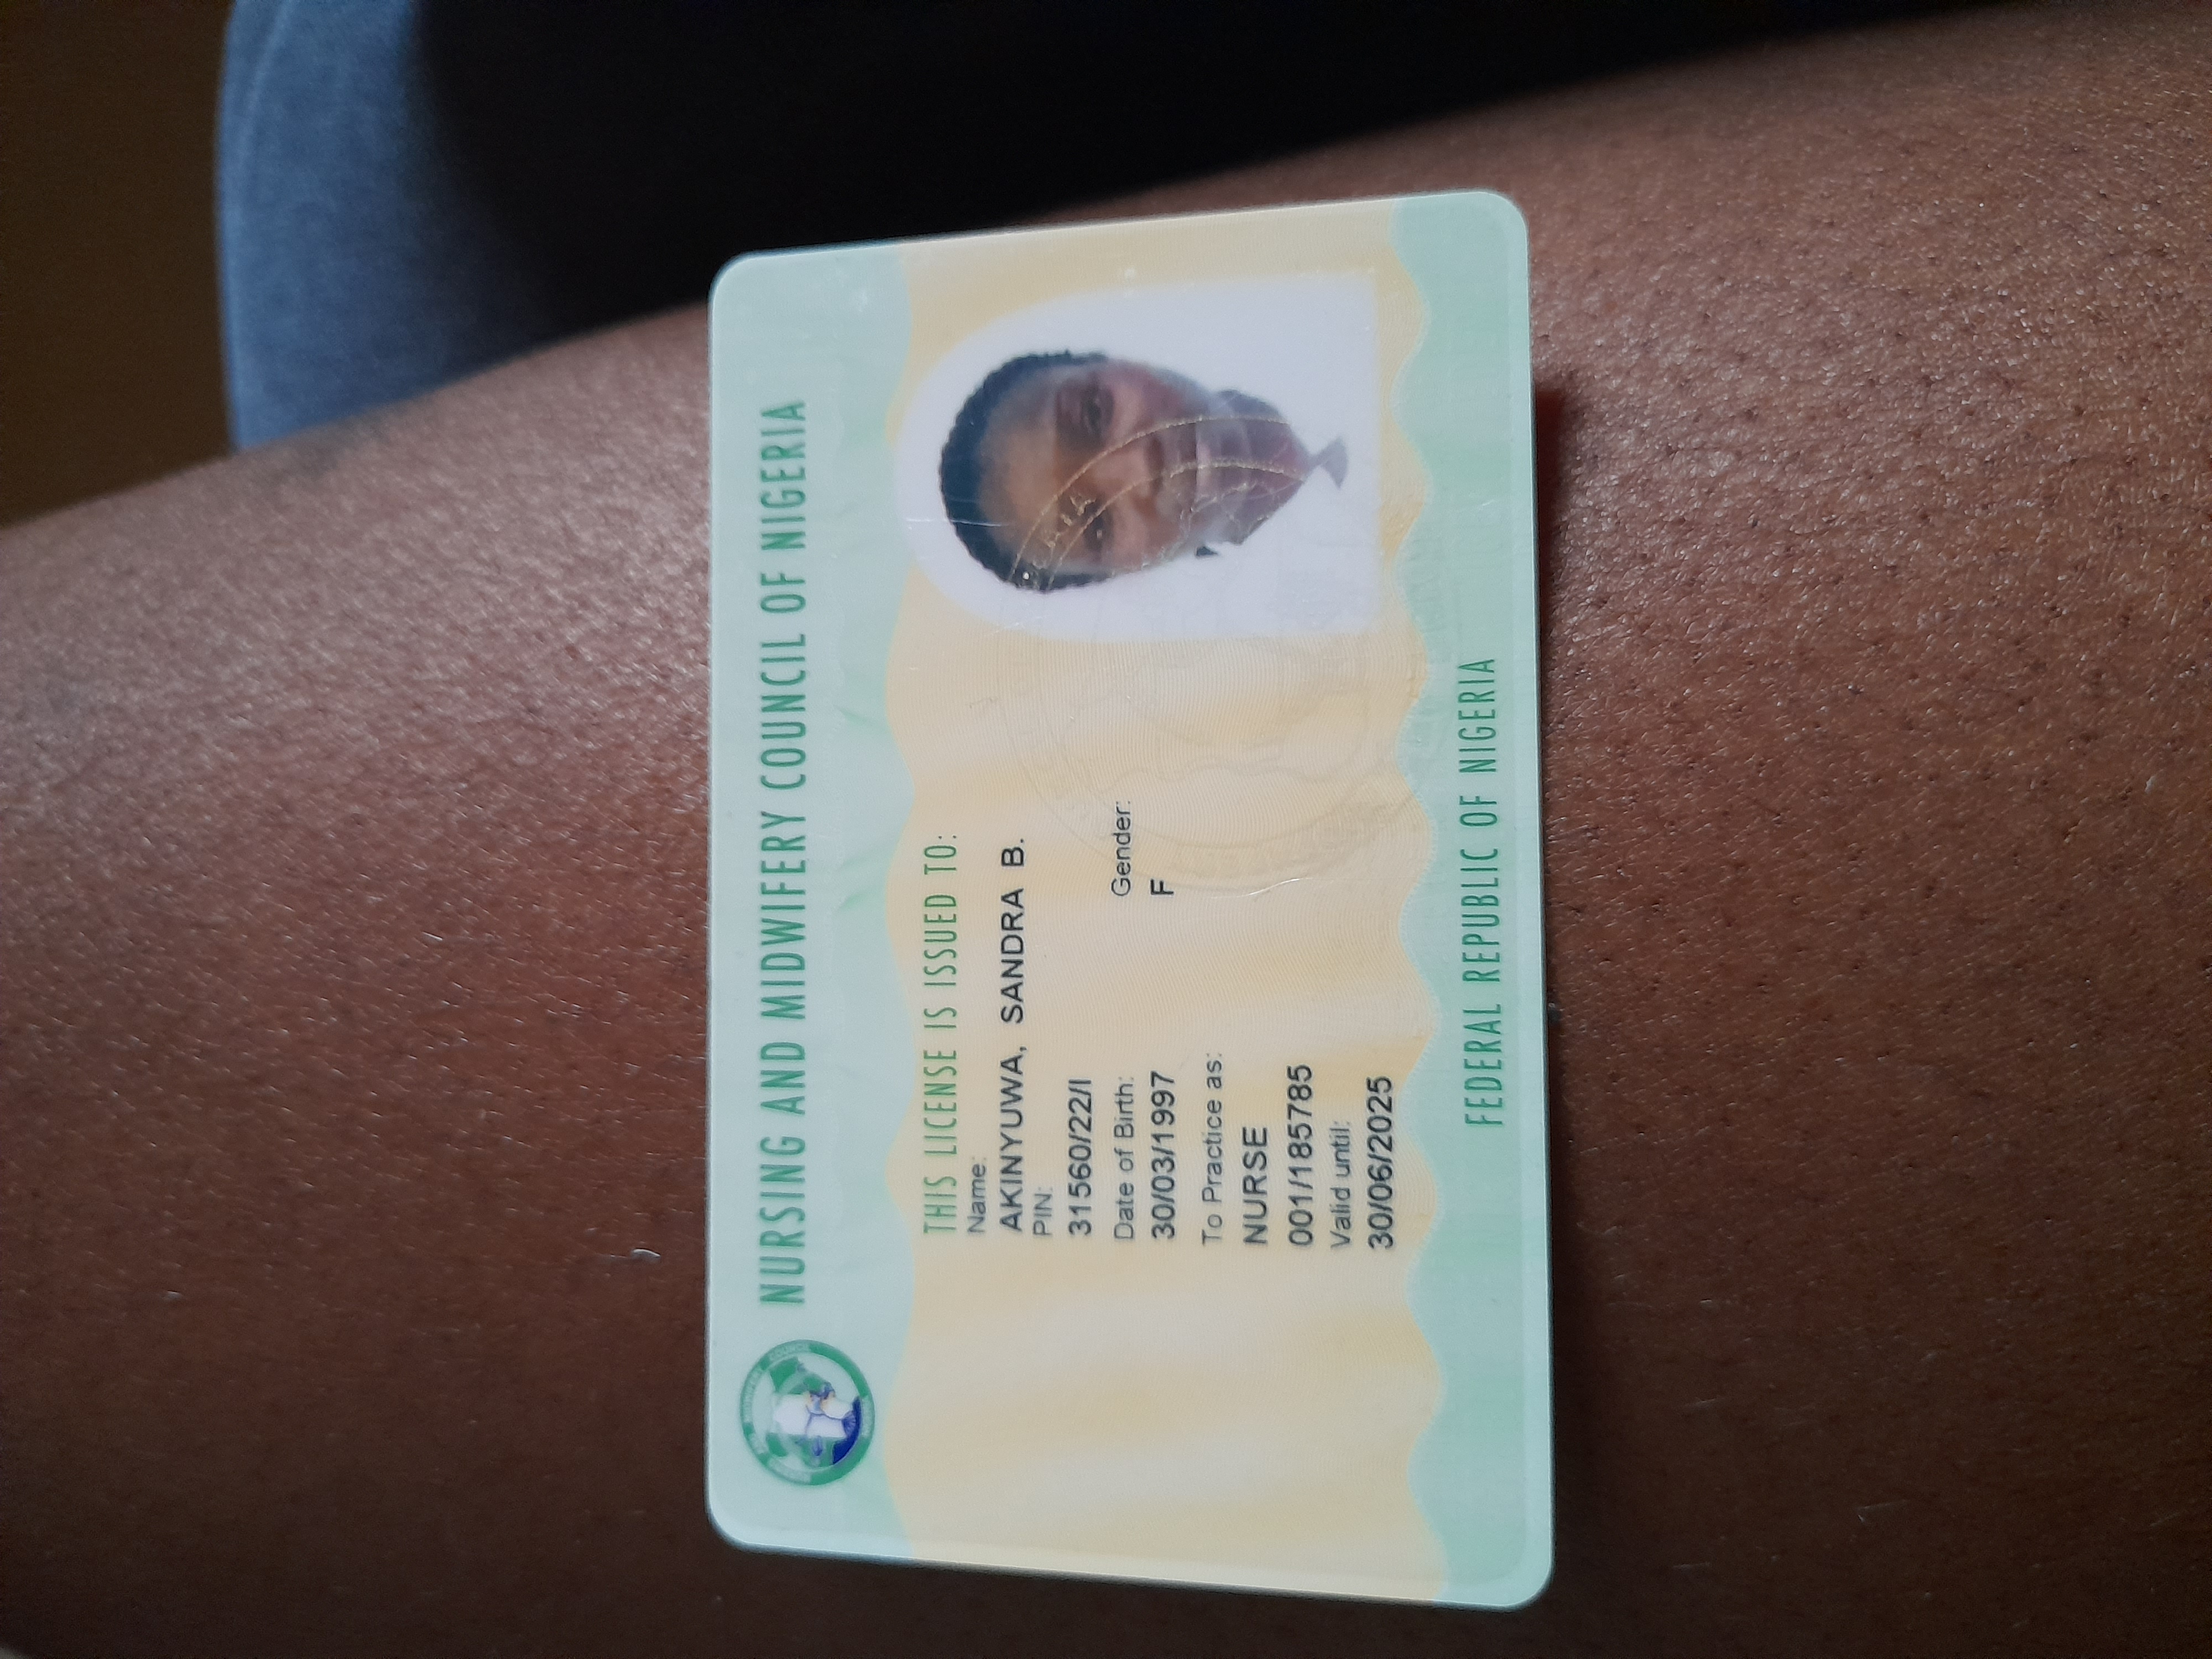 NURSING AND MIDWIFERY COUNCIL OF NIGERIA
THIS LICENSE IS ISSUED TO:
Name:
AKINYUWA, SANDRA B.
PIN:
31560/22/I
Date of Birth: Gender:
30/03/1997 F
To Practice as:
NURSE
001/185785
Valid until:
30/06/2025
FEDERAL REPUBLIC OF NIGERIA